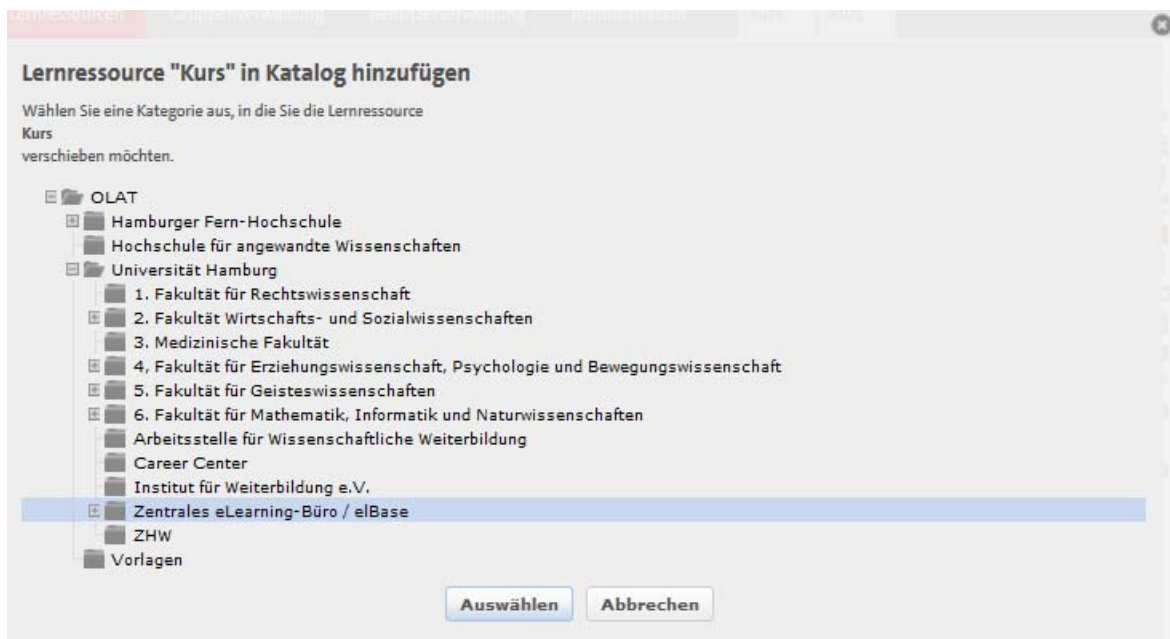 Lernressource "Kurs" in Katalog hinzufügen
Wählen Sie eine Kategorie aus, in die Sie die Lernressource
Kurs
verschieben möchten.
OLAT
Hamburger Fern-Hochschule
Hochschule für angewandte Wissenschaften
Universität Hamburg
1. Fakultät für Rechtswissenschaft
2. Fakultät Wirtschafts- und Sozialwissenschaften
3. Medizinische Fakultät
4, Fakultät für Erziehungswissenschaft, Psychologie und Bewegungswissenschaft
5. Fakultät für Geisteswissenschaften
6. Fakultät für Mathematik, Informatik und Naturwissenschaften
Arbeitsstelle für Wissenschaftliche Weiterbildung
Career Center
Institut für Weiterbildung e.V.
Zentrales eLearning-Büro / elBase
ZHW
Vorlagen
Auswählen Abbrechen